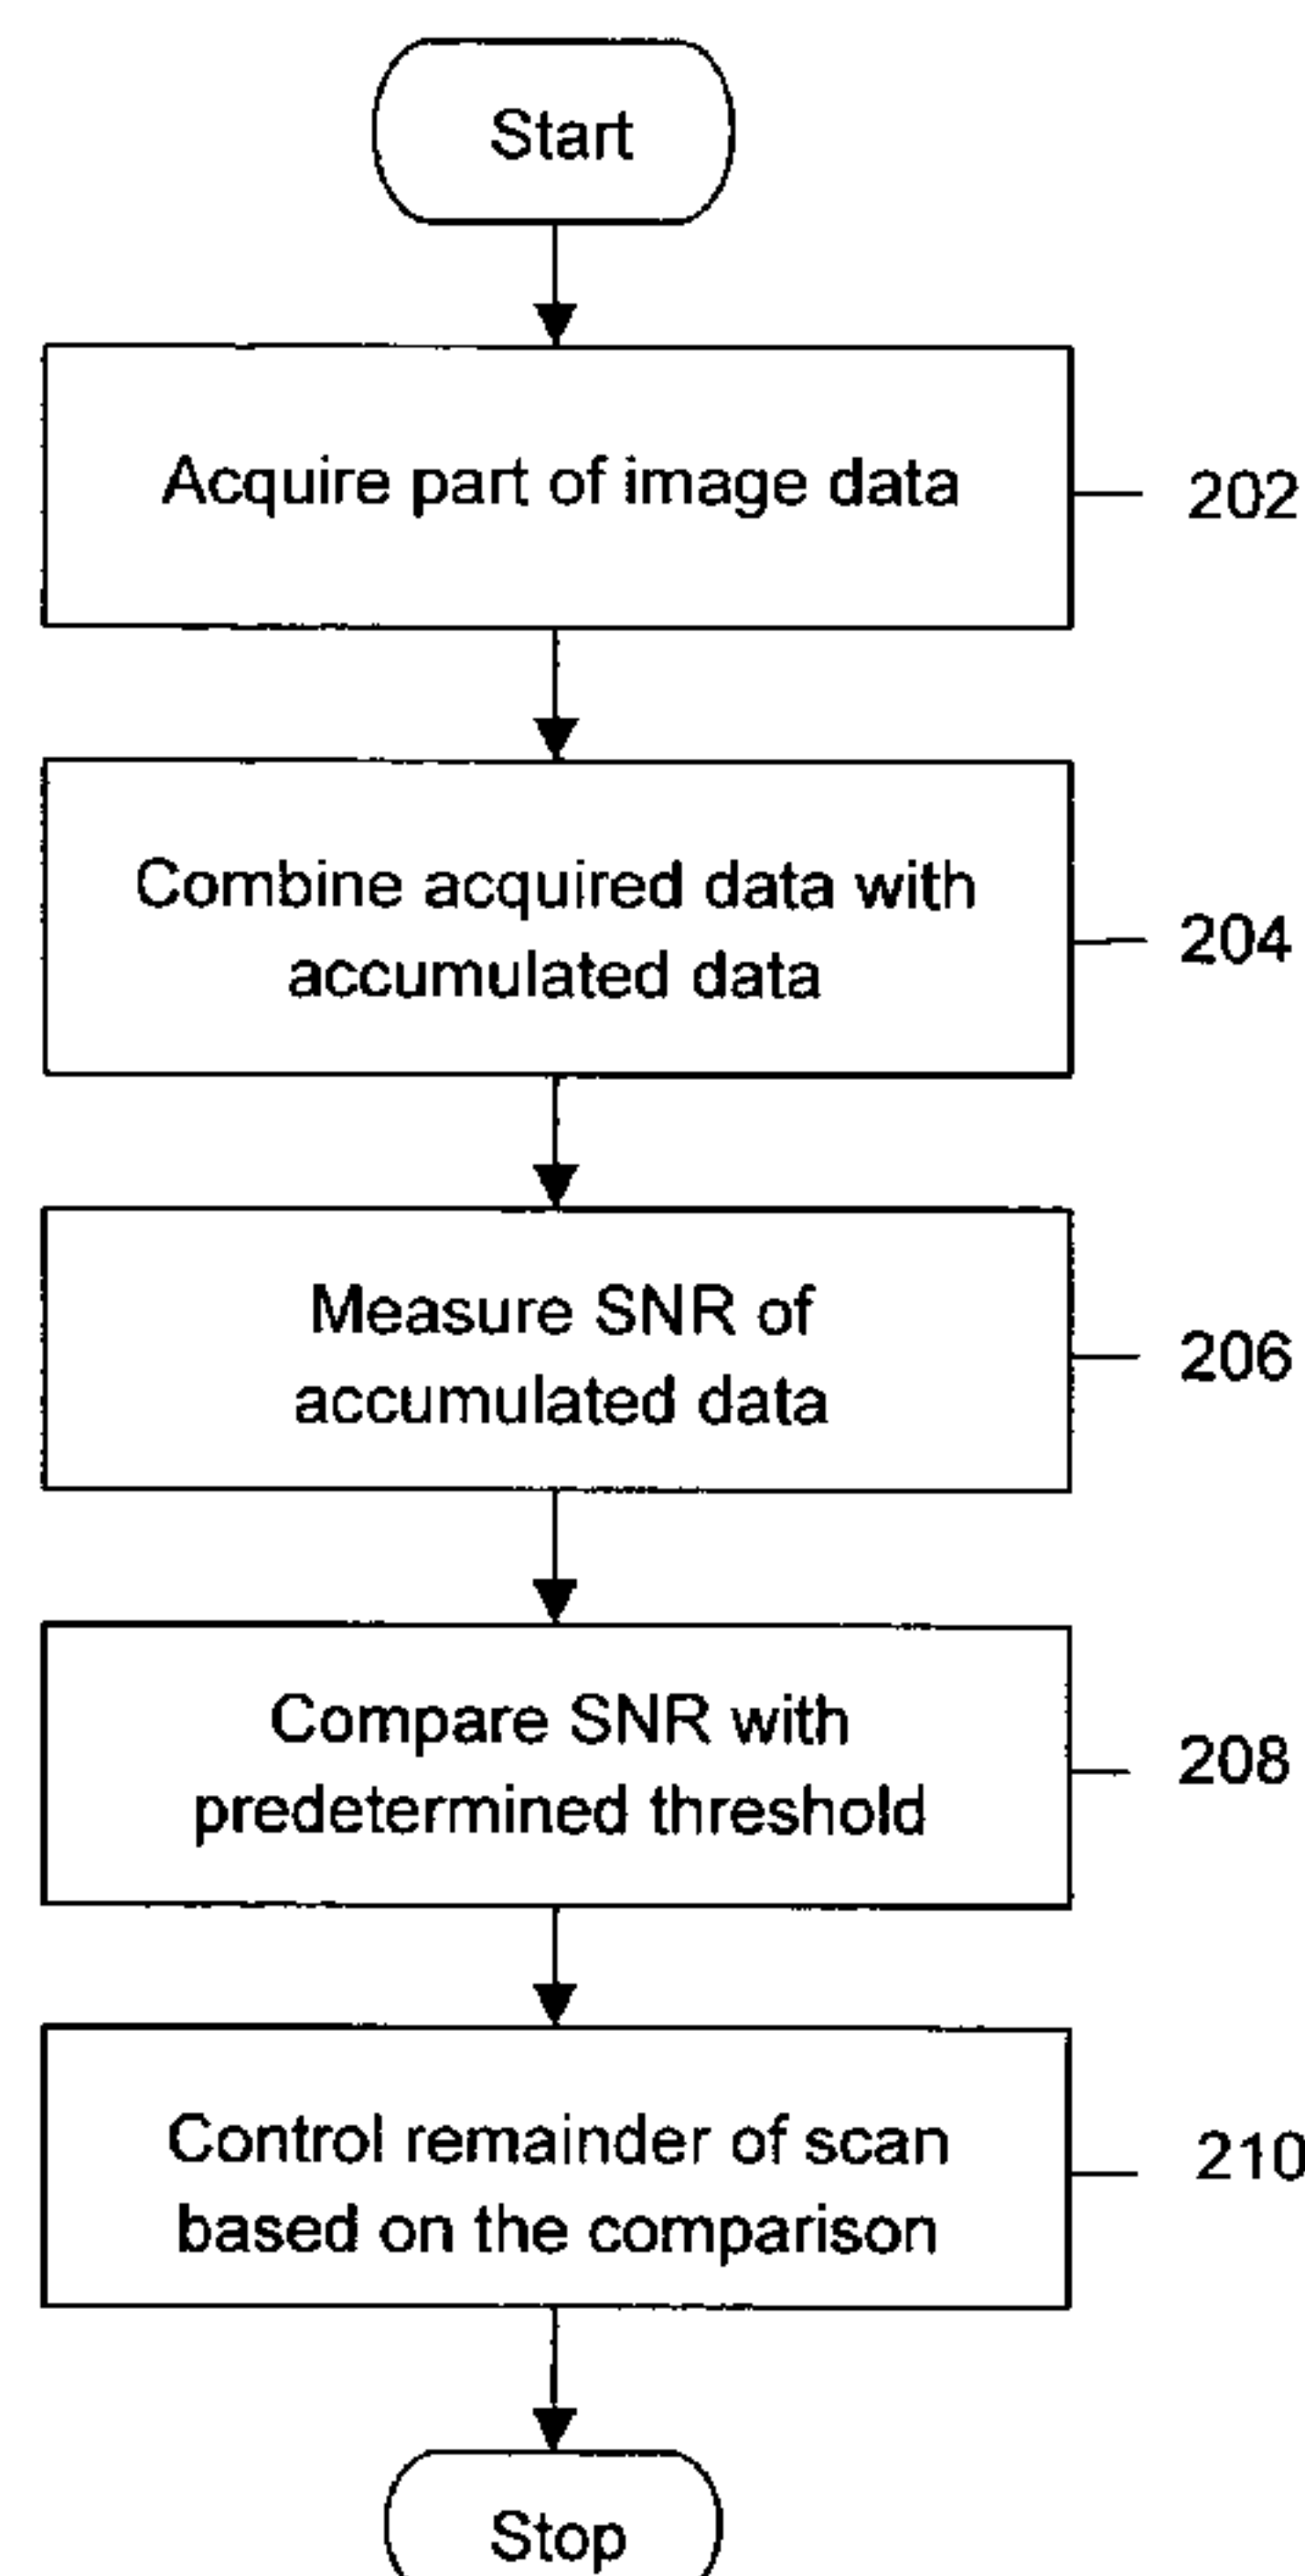 Start
Acquire part of image data
202
Combine acquired data with
accumulated data
204
Measure SNR of
accumulated data
206
Compare SNR with
predetermined threshold
208
Control remainder of scan
based on the comparison
210
Stop